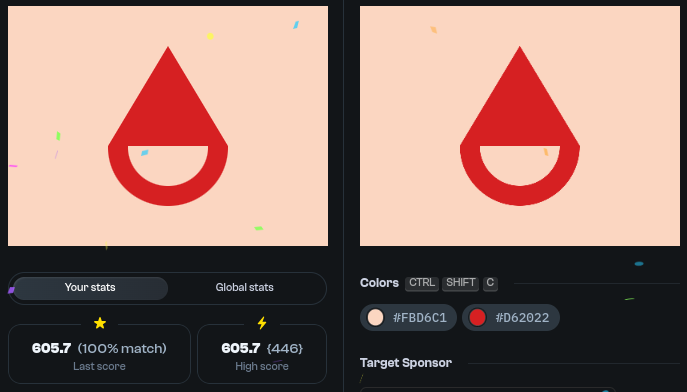 Your stats
Global stats
605.7 (100% match)
Last score
605.7 {446}
High score
Colors CTRL SHIFT C
#FBD6C1
#D62022
Target Sponsor